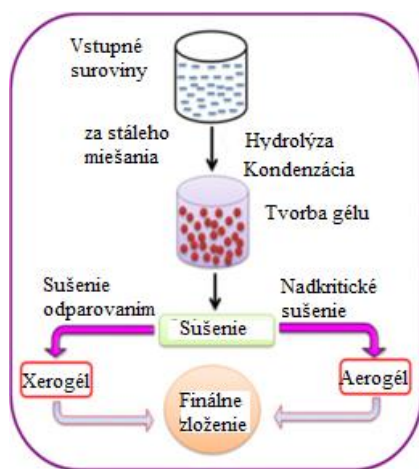 Vstupné
suroviny
za stáleho
miešania
Hydrolýza
Kondenzácia
Tvorba gélu
Sušenie
odparovaním
Nadkritické
sušenie
Sušenie
Xerogél
Aerogél
Finálne
zloženie